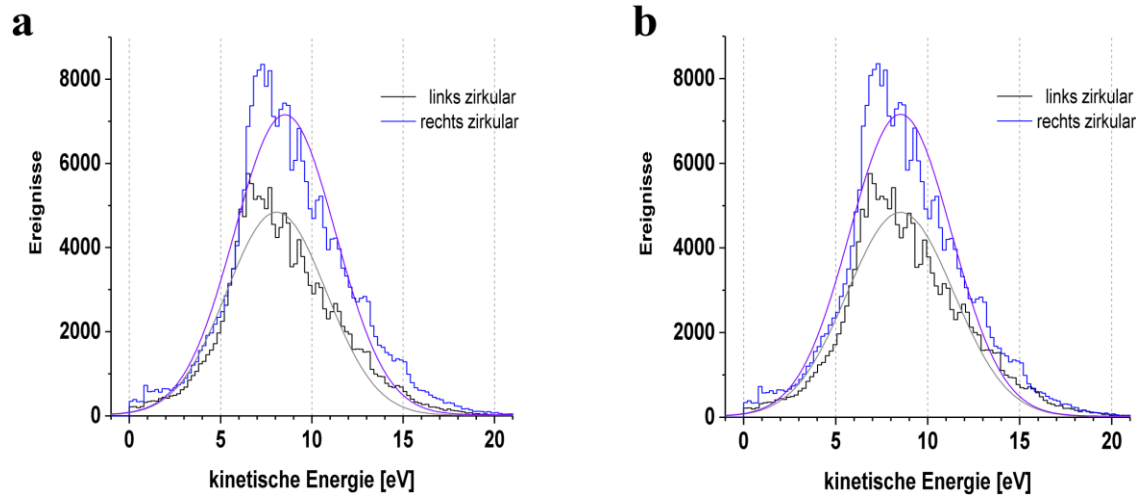 a
8000
6000
4000
2000
0
Ereignisse
links zirkular
rechts zirkular
0
5
10
15
20
kinetische Energie [eV]
b
8000
6000
4000
2000
0
Ereignisse
links zirkular
rechts zirkular
0
5
10
15
20
kinetische Energie [eV]